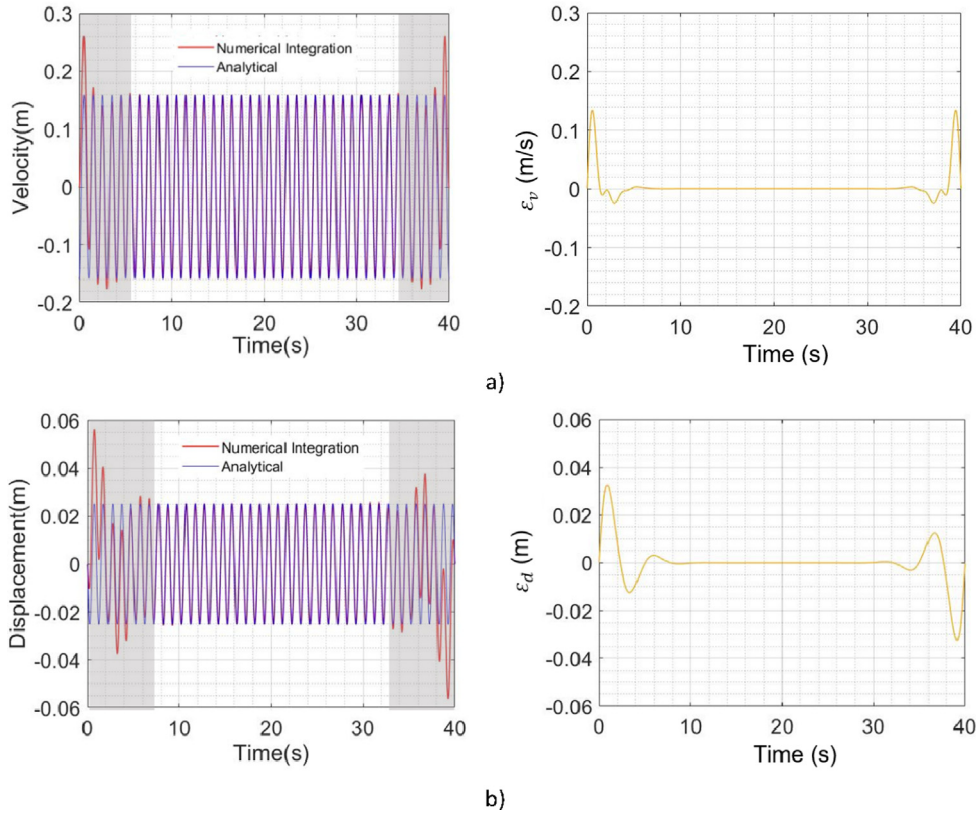 0.3
0.2
0.1
0
-0.1
-0.2
Velocity(m)
Numerical Integration
Analytical
0 10 20 30 40
Time(s)
0.3
0.2
0.1
0
-0.1
-0.2
εv (m/s)
0 10 20 30 40
Time (s)
a)
0.06
0.04
0.02
0
-0.02
-0.04
-0.06
Displacement(m)
Numerical Integration
Analytical
0 10 20 30 40
Time(s)
0.06
0.04
0.02
0
-0.02
-0.04
-0.06
εd (m)
0 10 20 30 40
Time (s)
b)